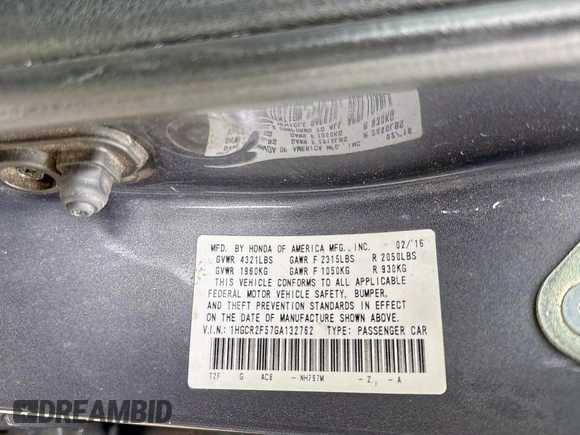 MFD. BY HONDA OF AMERICA MFG., INC. 02/'16
GVWR 4321LBS GAWR F 2315LBS R 2050LBS
GVWR 1960KG GAWR F 1050KG R 930KG
THIS VEHICLE CONFORMS TO ALL APPLICABLE
FEDERAL MOTOR VEHICLE SAFETY, BUMPER,
AND THEFT PREVENTION STANDARDS IN EFFECT
ON THE DATE OF MANUFACTURE SHOWN ABOVE.
V.I.N.: 1HGCR2F57GA132762 TYPE: PASSENGER CAR
T2F G AC8 - NH797M - Z - A
DREAMBID